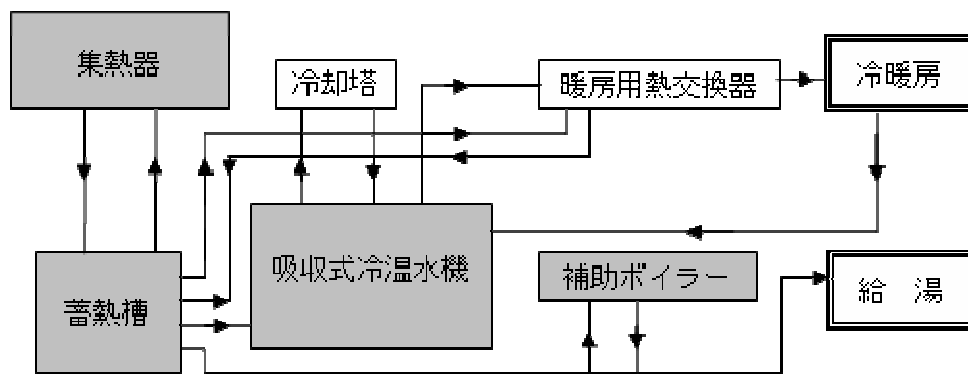 集熱器
冷却塔
暖房用熱交換器
冷暖房
吸収式冷温水機
補助ボイラー
蓄熱槽
給　湯